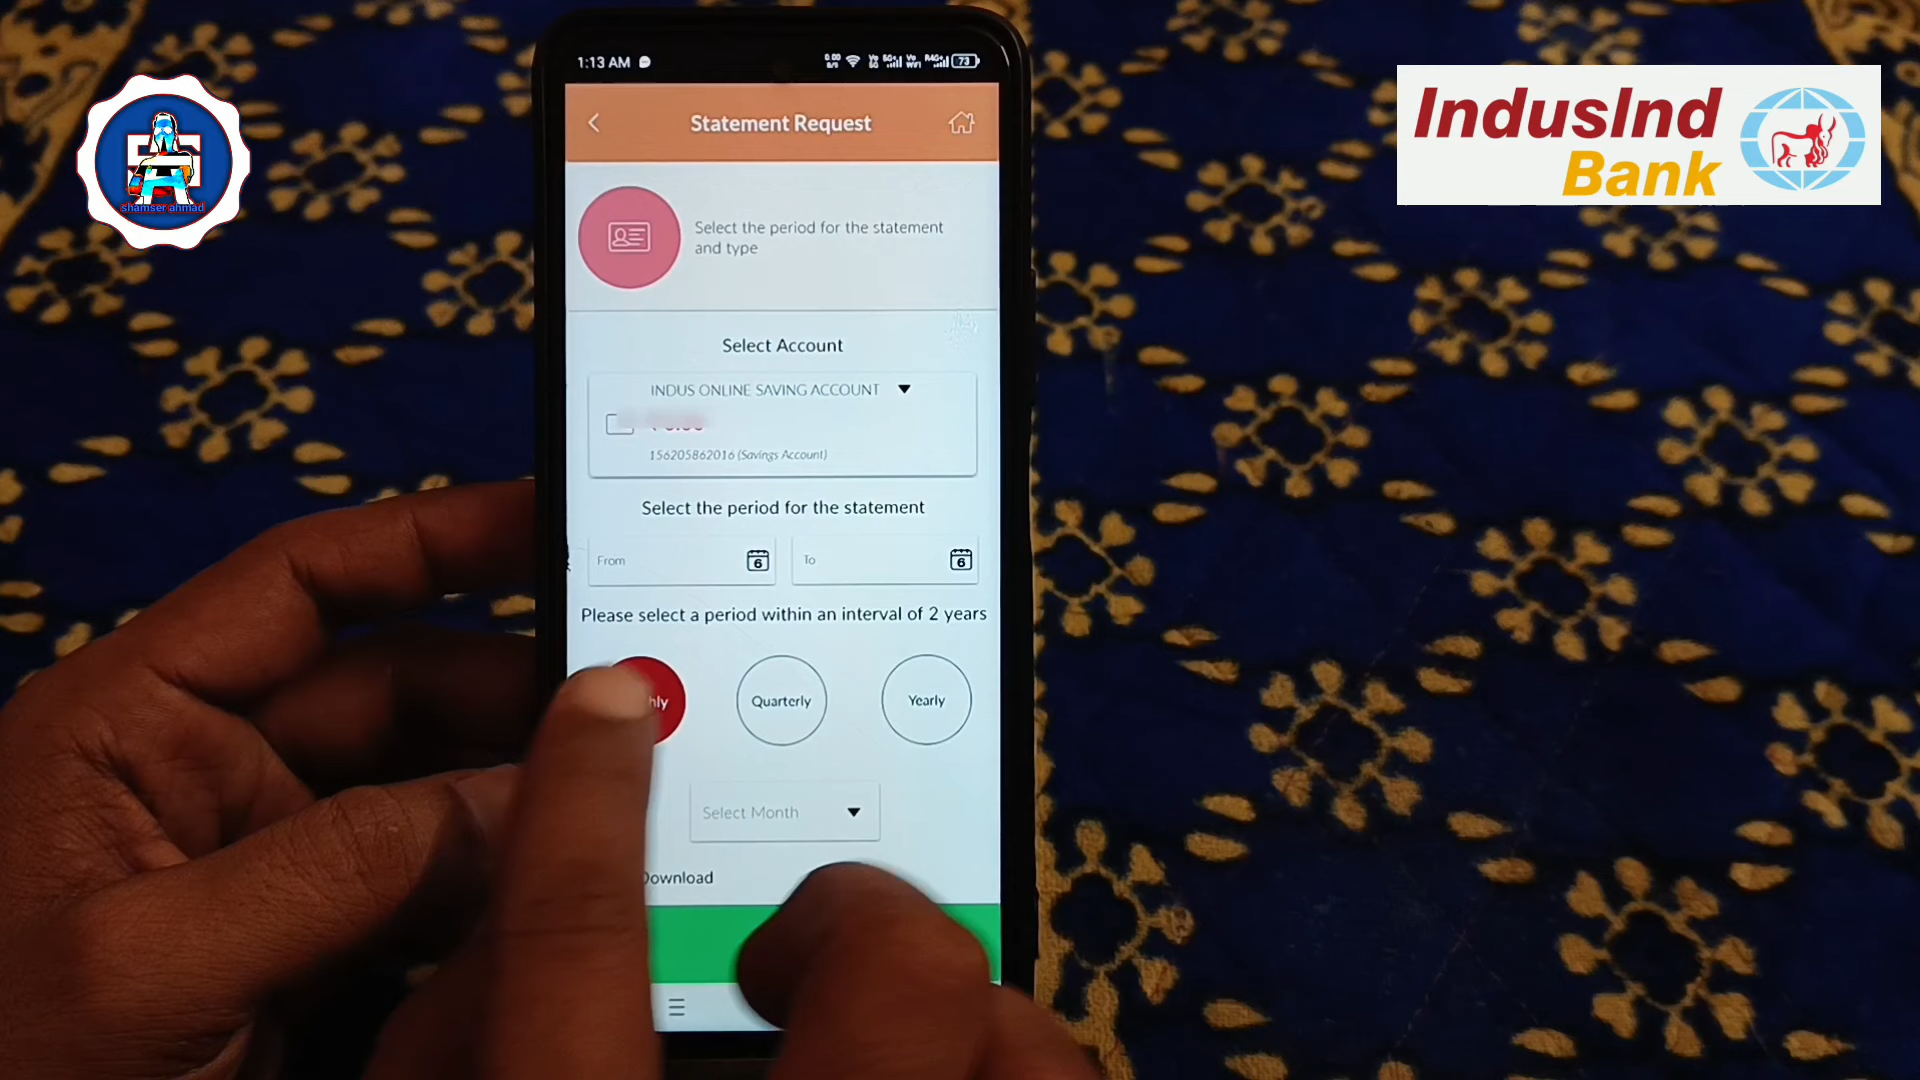 1:13 AM
73
Statement Request
shamser ahmad
IndusInd
Bank
Select the period for the statement
and type
Select Account
INDUS ONLINE SAVING ACCOUNT
156205862016 (Savings Account)
Select the period for the statement
From
To
Please select a period within an interval of 2 years
Quarterly
Yearly
Select Month
Download